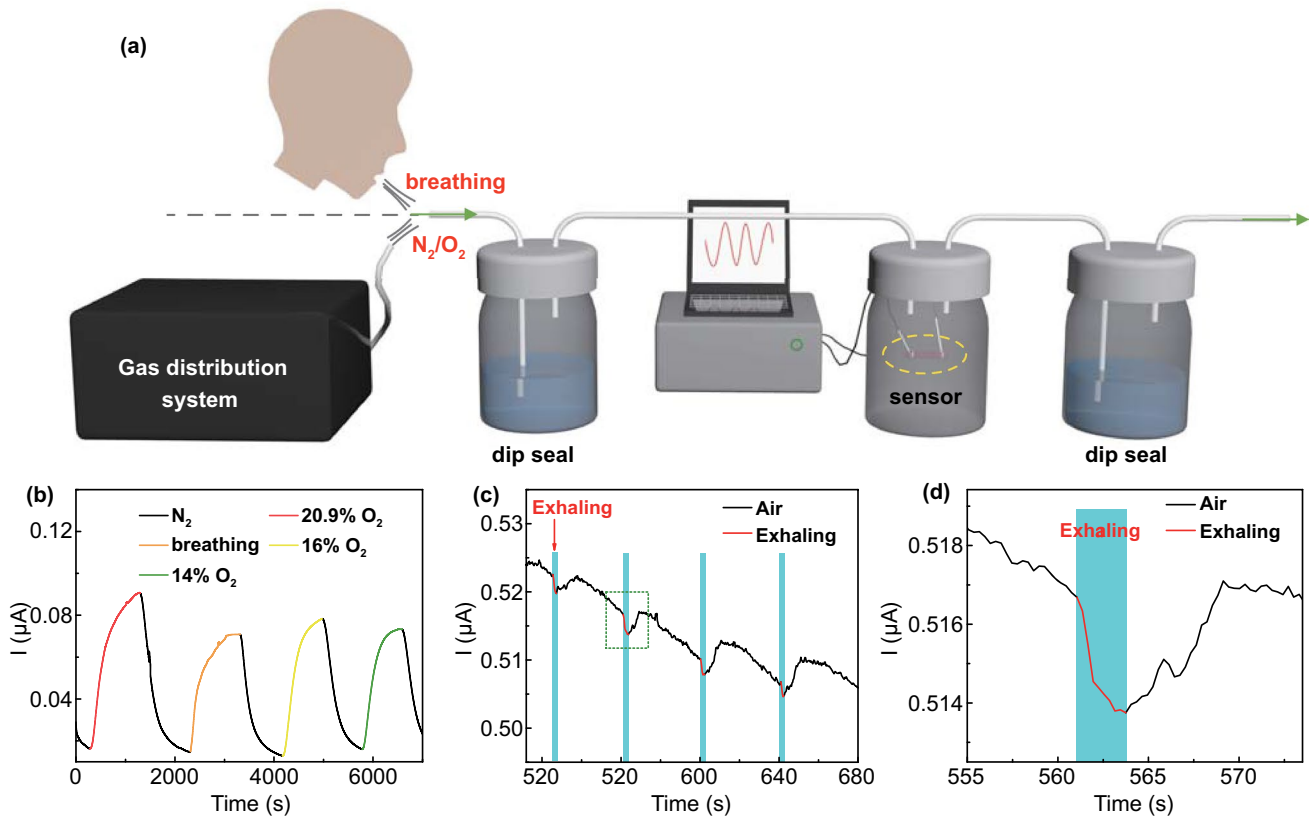 (a)
breathing
N₂/O₂
Gas distribution
system
sensor
dip seal
dip seal
(b)
N₂
20.9% O₂
breathing
16% O₂
14% O₂
0.12
0.08
0.04
I (μA)
0
2000
4000
6000
Time (s)
(c)
Exhaling
Air
Exhaling
0.53
0.52
0.51
0.50
I (μA)
520
520
600
640
680
Time (s)
(d)
Exhaling
Air
Exhaling
0.518
0.516
0.514
I (μA)
555
560
565
570
Time (s)